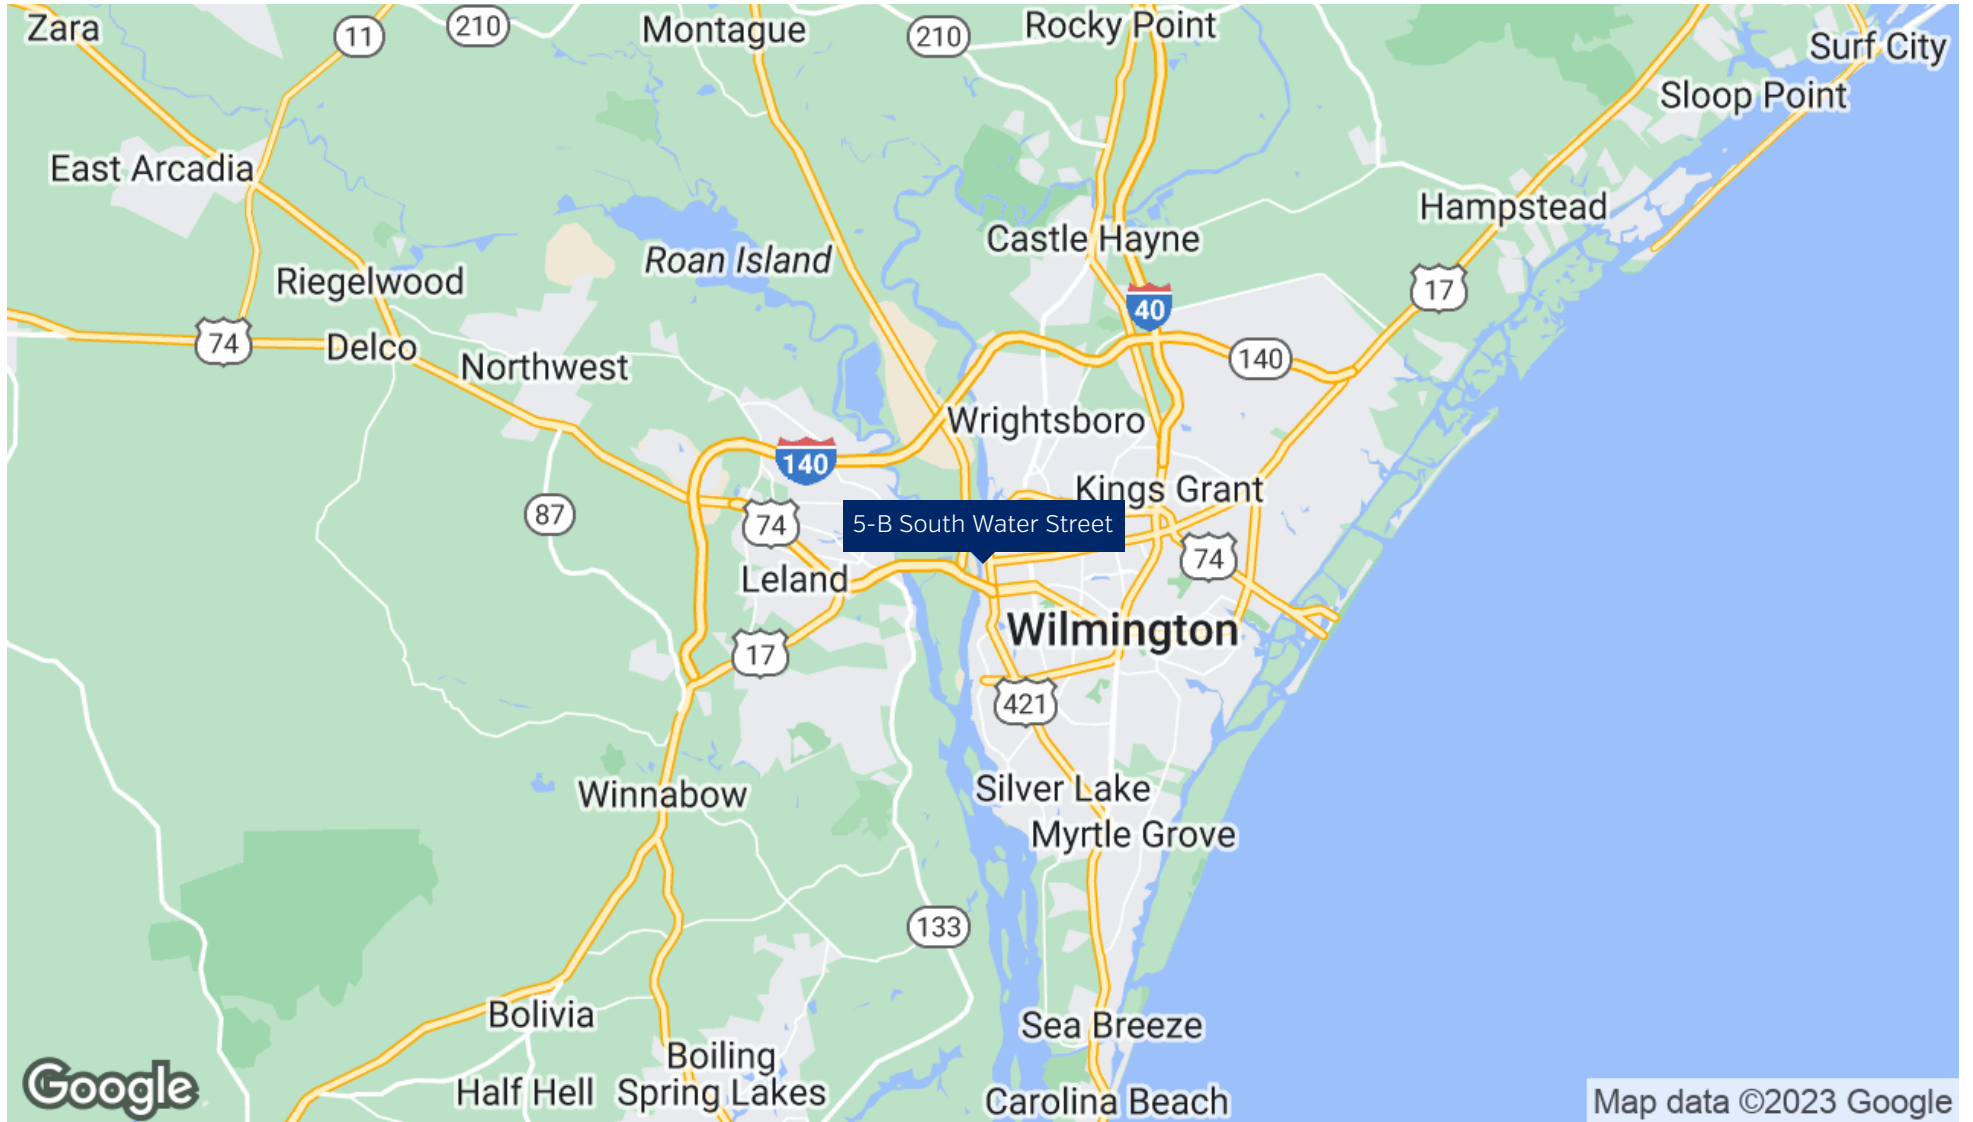 Zara
11
210
Montague
210
Rocky Point
Surf City
Sloop Point
East Arcadia
Hampstead
Castle Hayne
Roan Island
Riegelwood
17
40
74
Delco
Northwest
140
Wrightsboro
140
Kings Grant
87
74
5-B South Water Street
74
Leland
Wilmington
17
421
Silver Lake
Winnabow
Myrtle Grove
133
Bolivia
Sea Breeze
Boiling
Spring Lakes
Half Hell
Carolina Beach
Google
Map data ©2023 Google